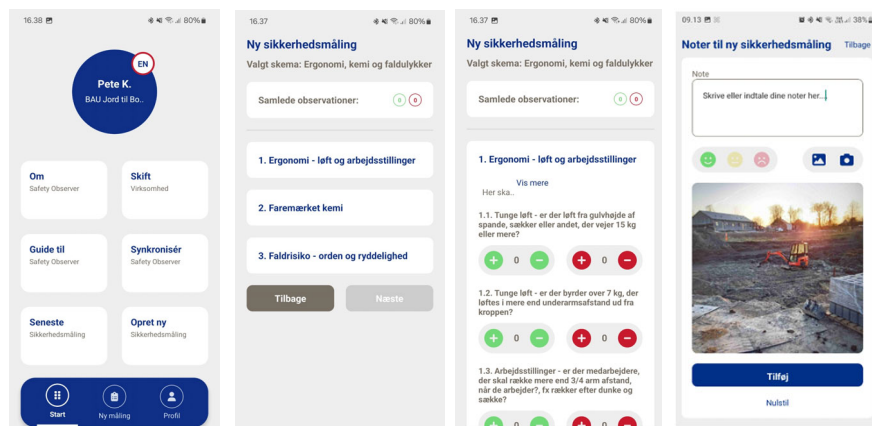 16.38
80%
EN
Pete K.
BAU Jord til Bo..
Om
Safety Observer
Skift
Virksomhed
Guide til
Safety Observer
Synkronisér
Safety Observer
Seneste
Sikkerhedsmåling
Opret ny
Sikkerhedsmåling
Start
Ny måling
Profil
16.37
80%
Ny sikkerhedsmåling
Valgt skema: Ergonomi, kemi og faldulykker
Samlede observationer:
0 0
1. Ergonomi - løft og arbejdsstillinger
2. Faremærket kemi
3. Faldrisiko - orden og ryddelighed
Tilbage
Næste
16.37
80%
Ny sikkerhedsmåling
Valgt skema: Ergonomi, kemi og faldulykker
Samlede observationer:
0 0
1. Ergonomi - løft og arbejdsstillinger
Vis mere
Her ska..
1.1. Tunge løft - er der løft fra gulvhøjde af
spande, sækker eller andet, der vejer 15 kg
eller mere?
+ 0 − + 0 −
1.2. Tunge løft - er der byrder over 7 kg, der
løftes i mere end underarmsafstand ud fra
kroppen?
+ 0 − + 0 −
1.3. Arbejdsstillinger - er der medarbejdere,
der skal række mere end 3/4 arm afstand,
når de arbejder?, fx rækker efter dunke og
sække?
+ 0 − + 0 −
09.13
38%
Noter til ny sikkerhedsmåling
Tilbage
Note
Skrive eller indtale dine noter her...
Tilføj
Nulstil